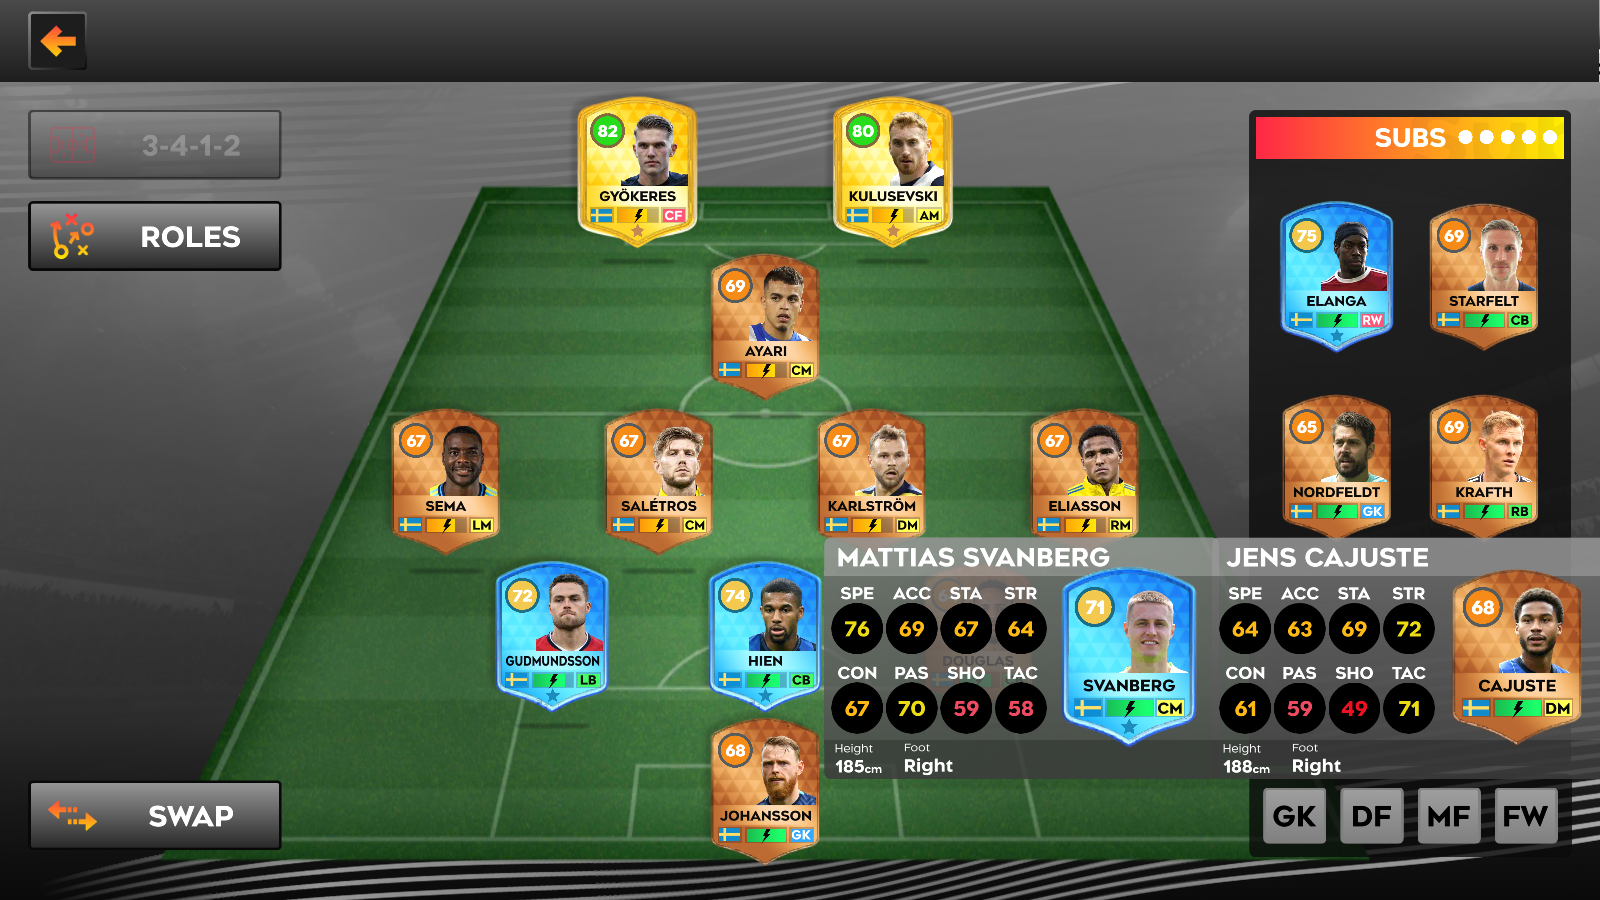 3-4-1-2
ROLES
82
GYÖKERES
CF
80
KULUSEVSKI
AM
SUBS
69
AYARI
CM
75
ELANGA
RW
69
STARFELT
CB
67
SEMA
LM
67
SALÉTROS
CM
67
KARLSTRÖM
DM
67
ELIASSON
RM
65
NORDFELDT
GK
69
KRAFTH
RB
72
GUDMUNDSSON
LB
74
HIEN
CB
DOUGLAS
MATTIAS SVANBERG
SPE ACC STA STR
76 69 67 64
CON PAS SHO TAC
67 70 59 58
Height Foot
185cm Right
71
SVANBERG
CM
JENS CAJUSTE
SPE ACC STA STR
64 63 69 72
CON PAS SHO TAC
61 59 49 71
Height Foot
188cm Right
68
CAJUSTE
DM
68
JOHANSSON
GK
SWAP
GK DF MF FW